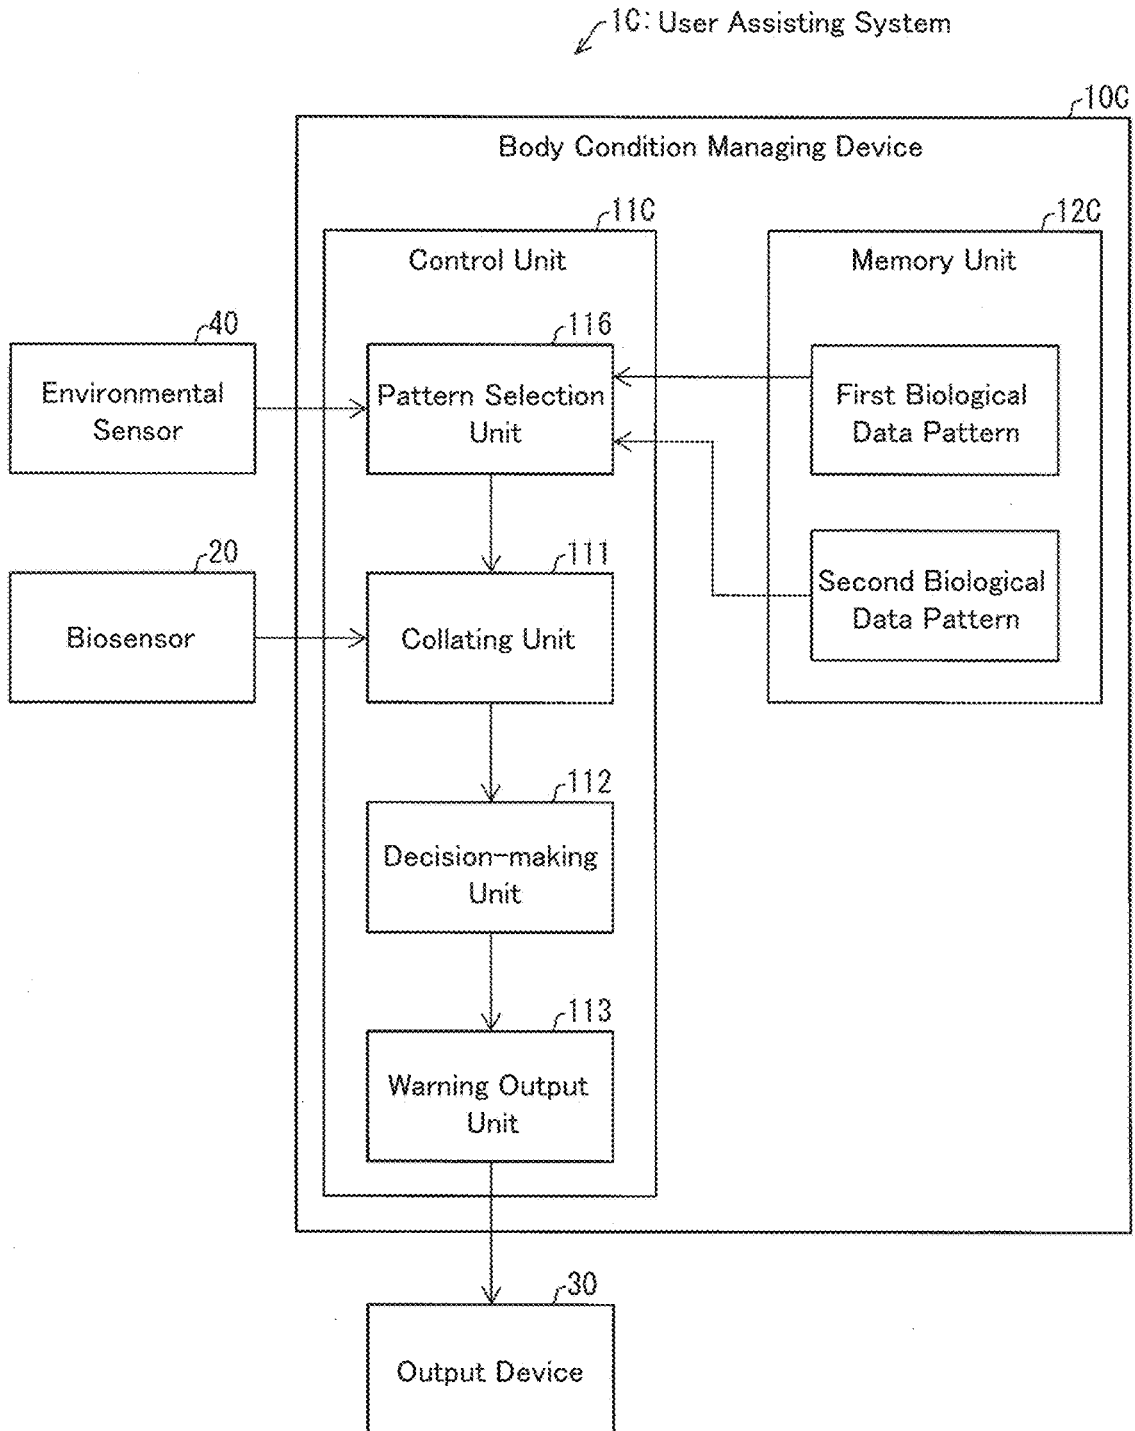 1C: User Assisting System
10C
Body Condition Managing Device
11C
Control Unit
12C
Memory Unit
40
Environmental
Sensor
116
Pattern Selection
Unit
First Biological
Data Pattern
20
Biosensor
111
Collating Unit
Second Biological
Data Pattern
112
Decision-making
Unit
113
Warning Output
Unit
30
Output Device